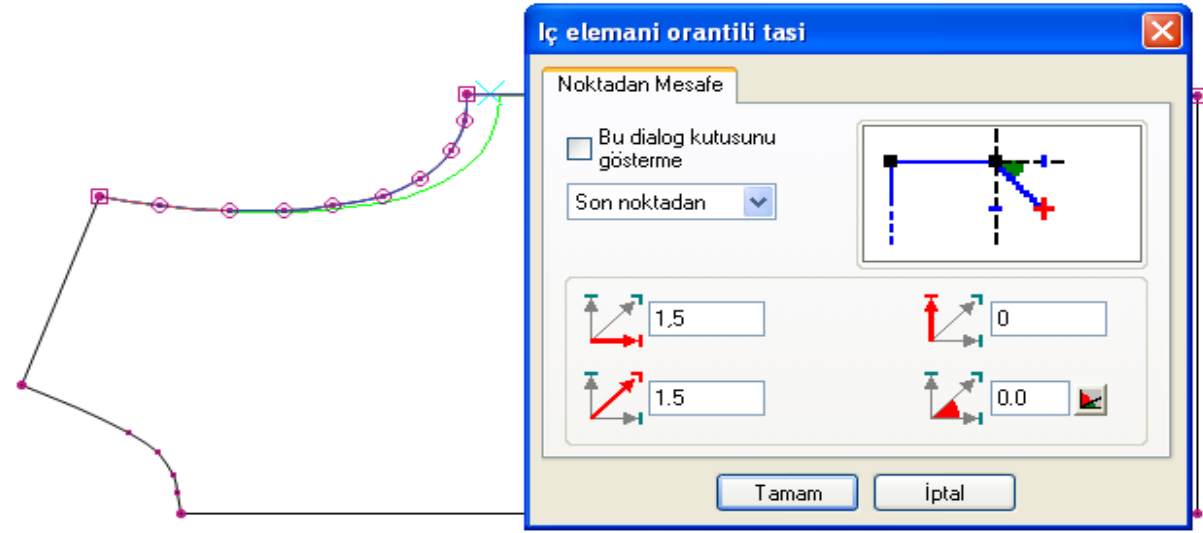 Iç elemani orantili tasi
Noktadan Mesafe
Bu dialog kutusunu
gösterme
Son noktadan
1,5
0
1.5
0.0
Tamam
İptal